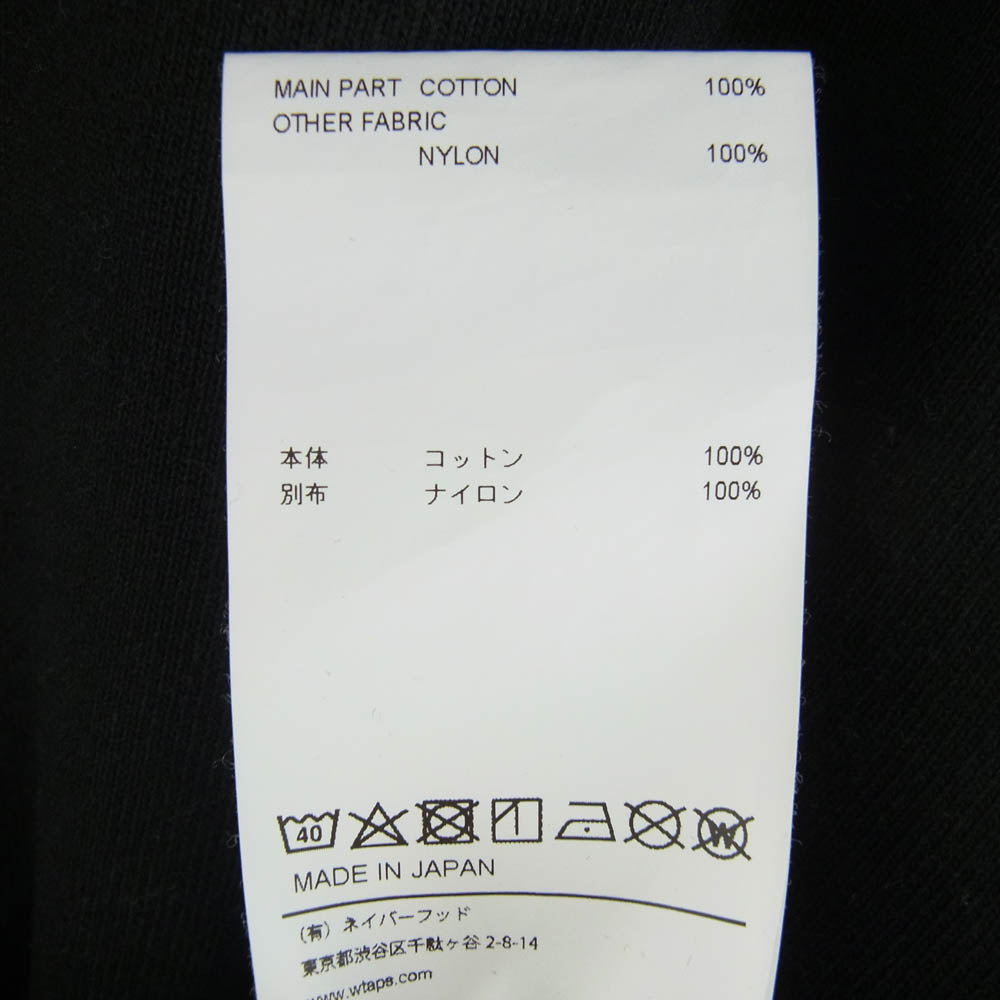 MAIN PART COTTON 100%
OTHER FABRIC
NYLON 100%
本体 コットン 100%
別布 ナイロン 100%
40 W
MADE IN JAPAN
(有) ネイバーフッド
東京都渋谷区千駄ヶ谷 2-8-14
www.wtaps.com